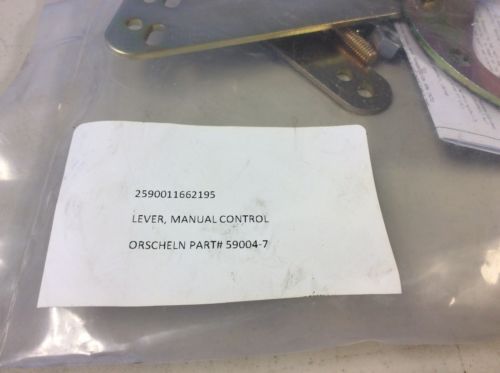 2590011662195
LEVER, MANUAL CONTROL
ORSCHELN PART# 59004-7